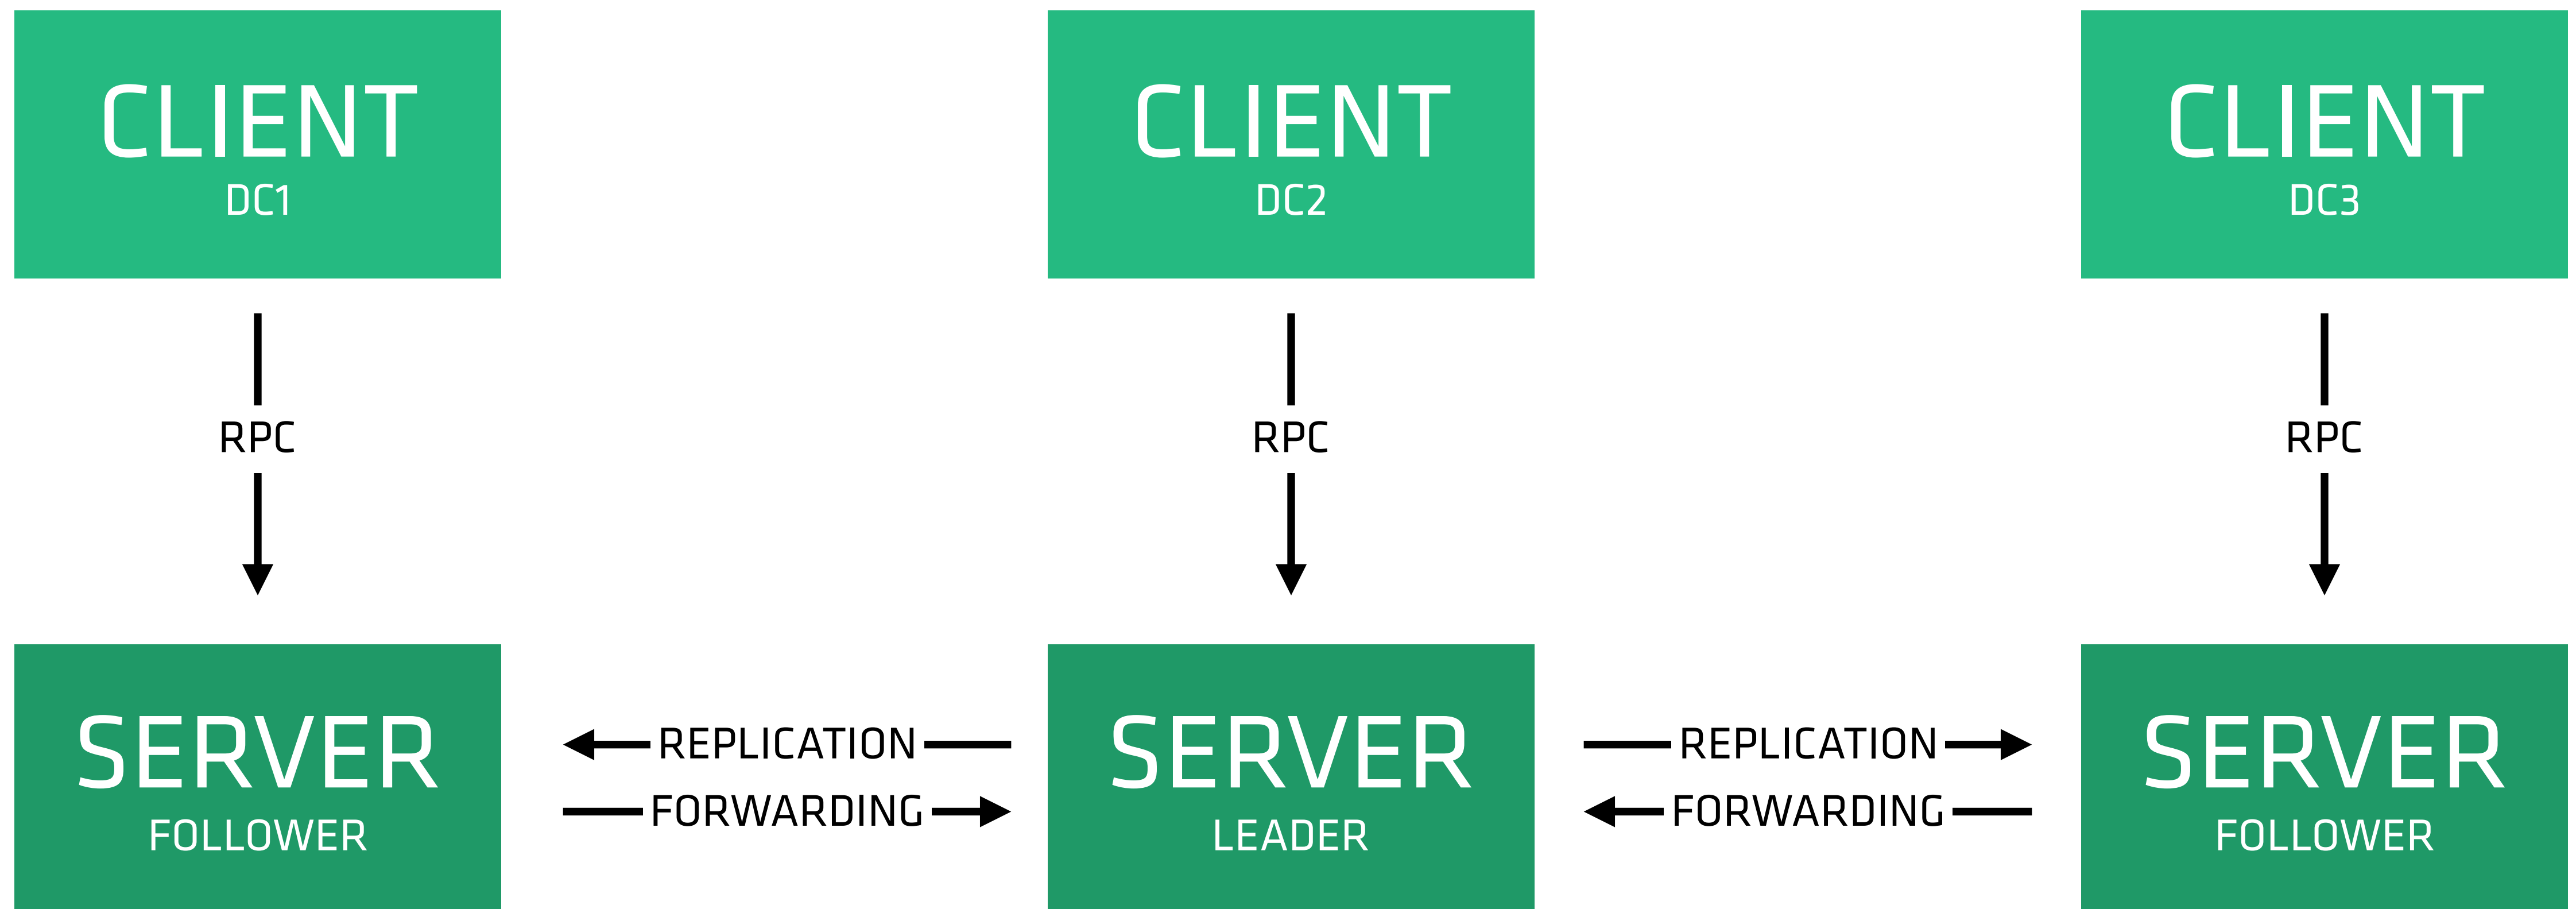 CLIENT
DC1
CLIENT
DC2
CLIENT
DC3
RPC
RPC
RPC
SERVER
FOLLOWER
REPLICATION
FORWARDING
SERVER
LEADER
REPLICATION
FORWARDING
SERVER
FOLLOWER